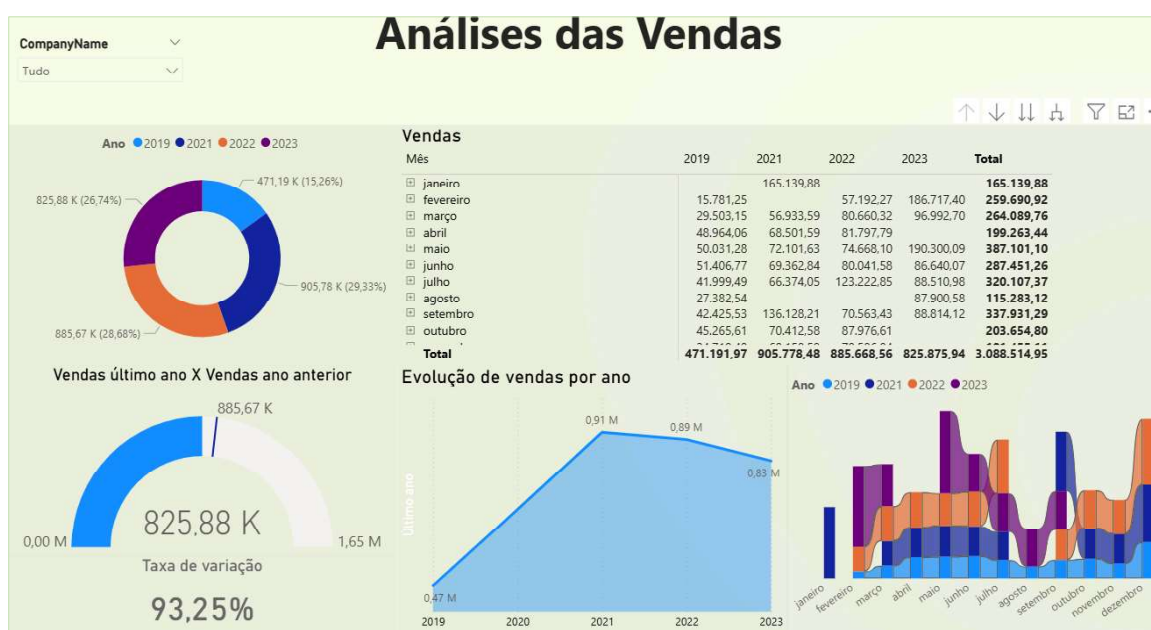 Análises das Vendas
CompanyName
Tudo
Ano 2019 2021 2022 2023
471,19 K (15,26%)
825,88 K (26,74%)
905,78 K (29,33%)
885,67 K (28,68%)
Vendas
Mês 2019 2021 2022 2023 Total
janeiro 165.139,88 165.139,88
fevereiro 15.781,25 57.192,27 186.717,40 259.690,92
março 29.503,15 56.933,59 80.660,32 96.992,70 264.089,76
abril 48.964,06 68.501,59 81.797,79 199.263,44
maio 50.031,28 72.101,63 74.668,10 190.300,09 387.101,10
junho 51.406,77 69.362,84 80.041,58 86.640,07 287.451,26
julho 41.999,49 66.374,05 123.222,85 88.510,98 320.107,37
agosto 27.382,54 87.900,58 115.283,12
setembro 42.425,53 136.128,21 70.563,43 88.814,12 337.931,29
outubro 45.265,61 70.412,58 87.976,61 203.654,80
Total 471.191,97 905.778,48 885.668,56 825.875,94 3.088.514,95
Vendas último ano X Vendas ano anterior
885,67 K
825,88 K
0,00 M
1,65 M
Taxa de variação
93,25%
Evolução de vendas por ano
Último ano
0,91 M
0,89 M
0,83 M
0,47 M
2019 2020 2021 2022 2023
Ano 2019 2021 2022 2023
janeiro fevereiro março abril maio junho julho agosto setembro outubro novembro dezembro